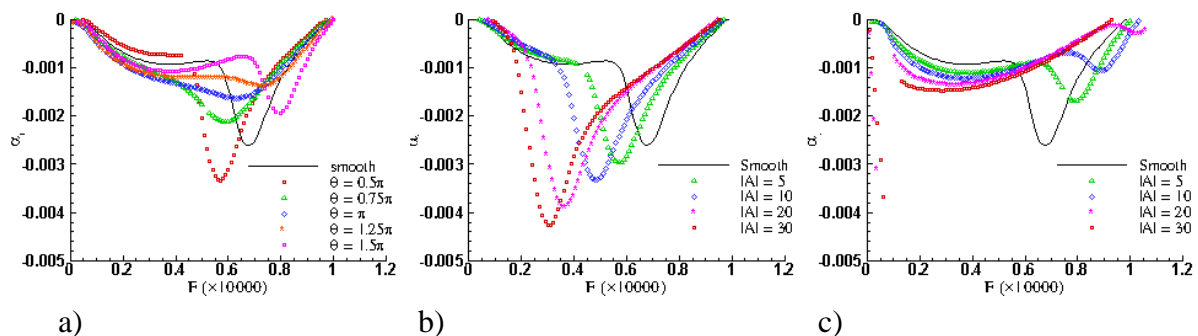 0
-0.001
-0.002
-0.003
-0.004
-0.005
0 0.2 0.4 0.6 0.8 1 1.2
F (×10000)
smooth
θ = 0.5π
θ = 0.75π
θ = π
θ = 1.25π
θ = 1.5π
a)
0
-0.001
-0.002
-0.003
-0.004
-0.005
0 0.2 0.4 0.6 0.8 1 1.2
F (×10000)
Smooth
|A| = 5
|A| = 10
|A| = 20
|A| = 30
b)
0
-0.001
-0.002
-0.003
-0.004
-0.005
0 0.2 0.4 0.6 0.8 1 1.2
F (×10000)
Smooth
|A| = 5
|A| = 10
|A| = 20
|A| = 30
c)